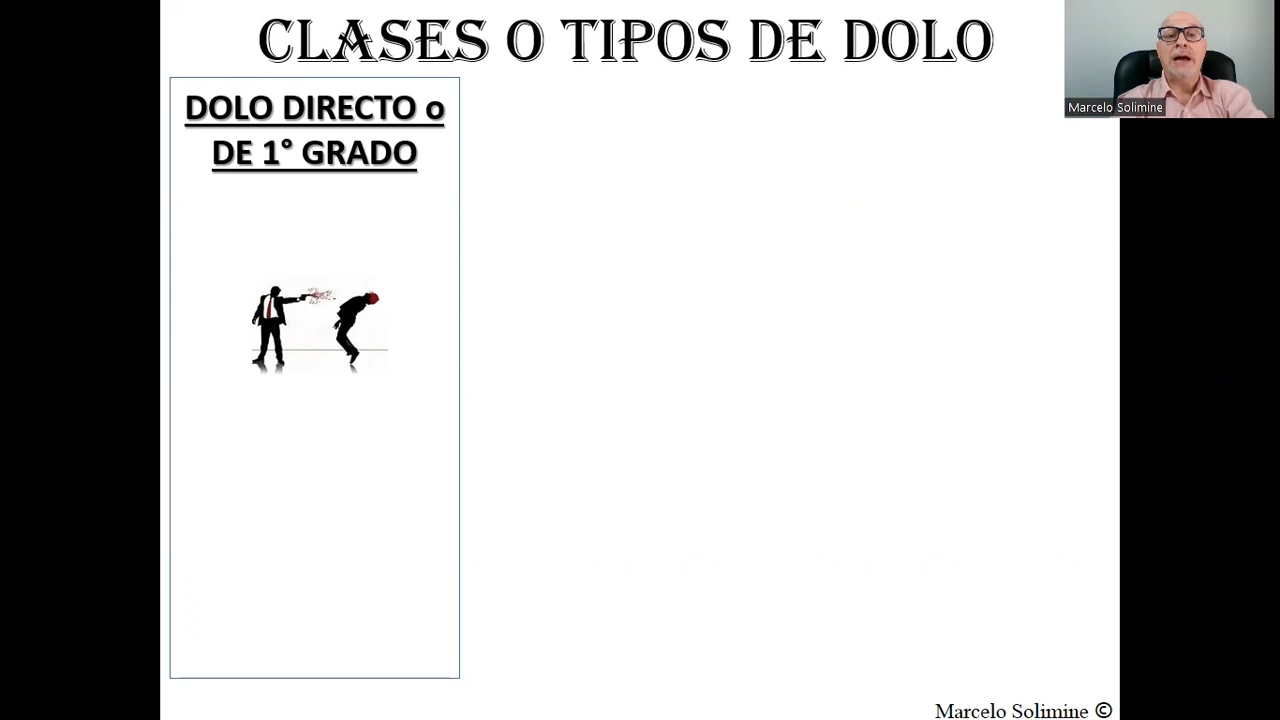 CLASES O TIPOS DE DOLO
Marcelo Solimine
DOLO DIRECTO o
DE 1° GRADO
Marcelo Solimine ©